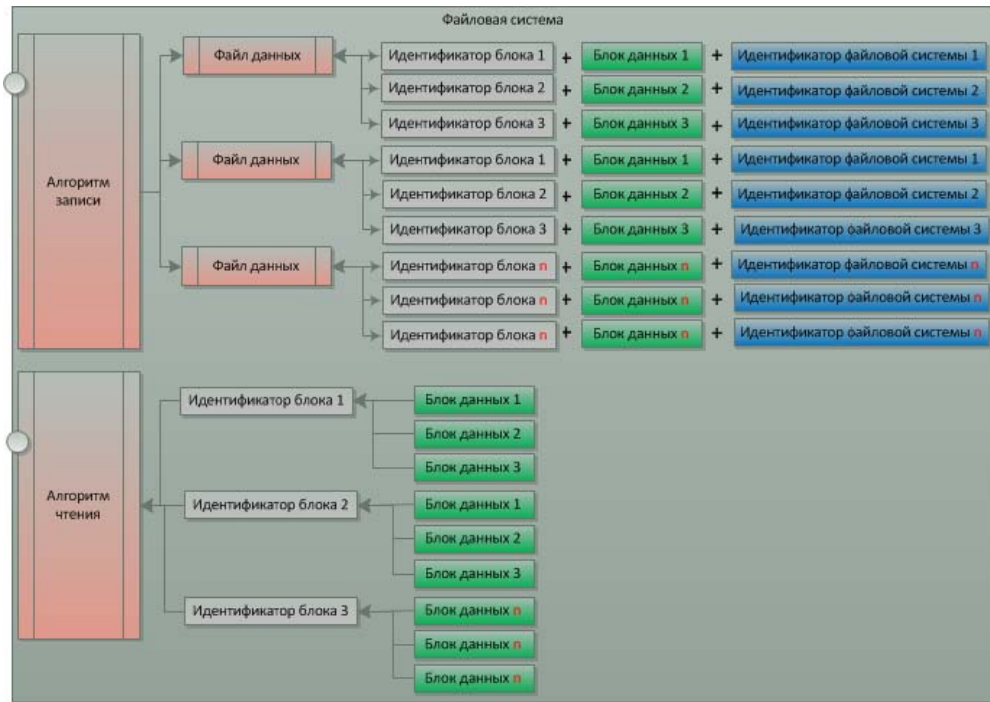 Файловая система
Алгоритм
записи
Файл данных
Идентификатор блока 1 + Блок данных 1 + Идентификатор файловой системы 1
Идентификатор блока 2 + Блок данных 2 + Идентификатор файловой системы 2
Идентификатор блока 3 + Блок данных 3 + Идентификатор файловой системы 3
Файл данных
Идентификатор блока 1 + Блок данных 1 + Идентификатор файловой системы 1
Идентификатор блока 2 + Блок данных 2 + Идентификатор файловой системы 2
Идентификатор блока 3 + Блок данных 3 + Идентификатор файловой системы 3
Файл данных
Идентификатор блока n + Блок данных n + Идентификатор файловой системы n
Идентификатор блока n + Блок данных n + Идентификатор файловой системы n
Идентификатор блока n + Блок данных n + Идентификатор файловой системы n
Алгоритм
чтения
Идентификатор блока 1
Блок данных 1
Блок данных 2
Блок данных 3
Идентификатор блока 2
Блок данных 1
Блок данных 2
Блок данных 3
Идентификатор блока 3
Блок данных n
Блок данных n
Блок данных n